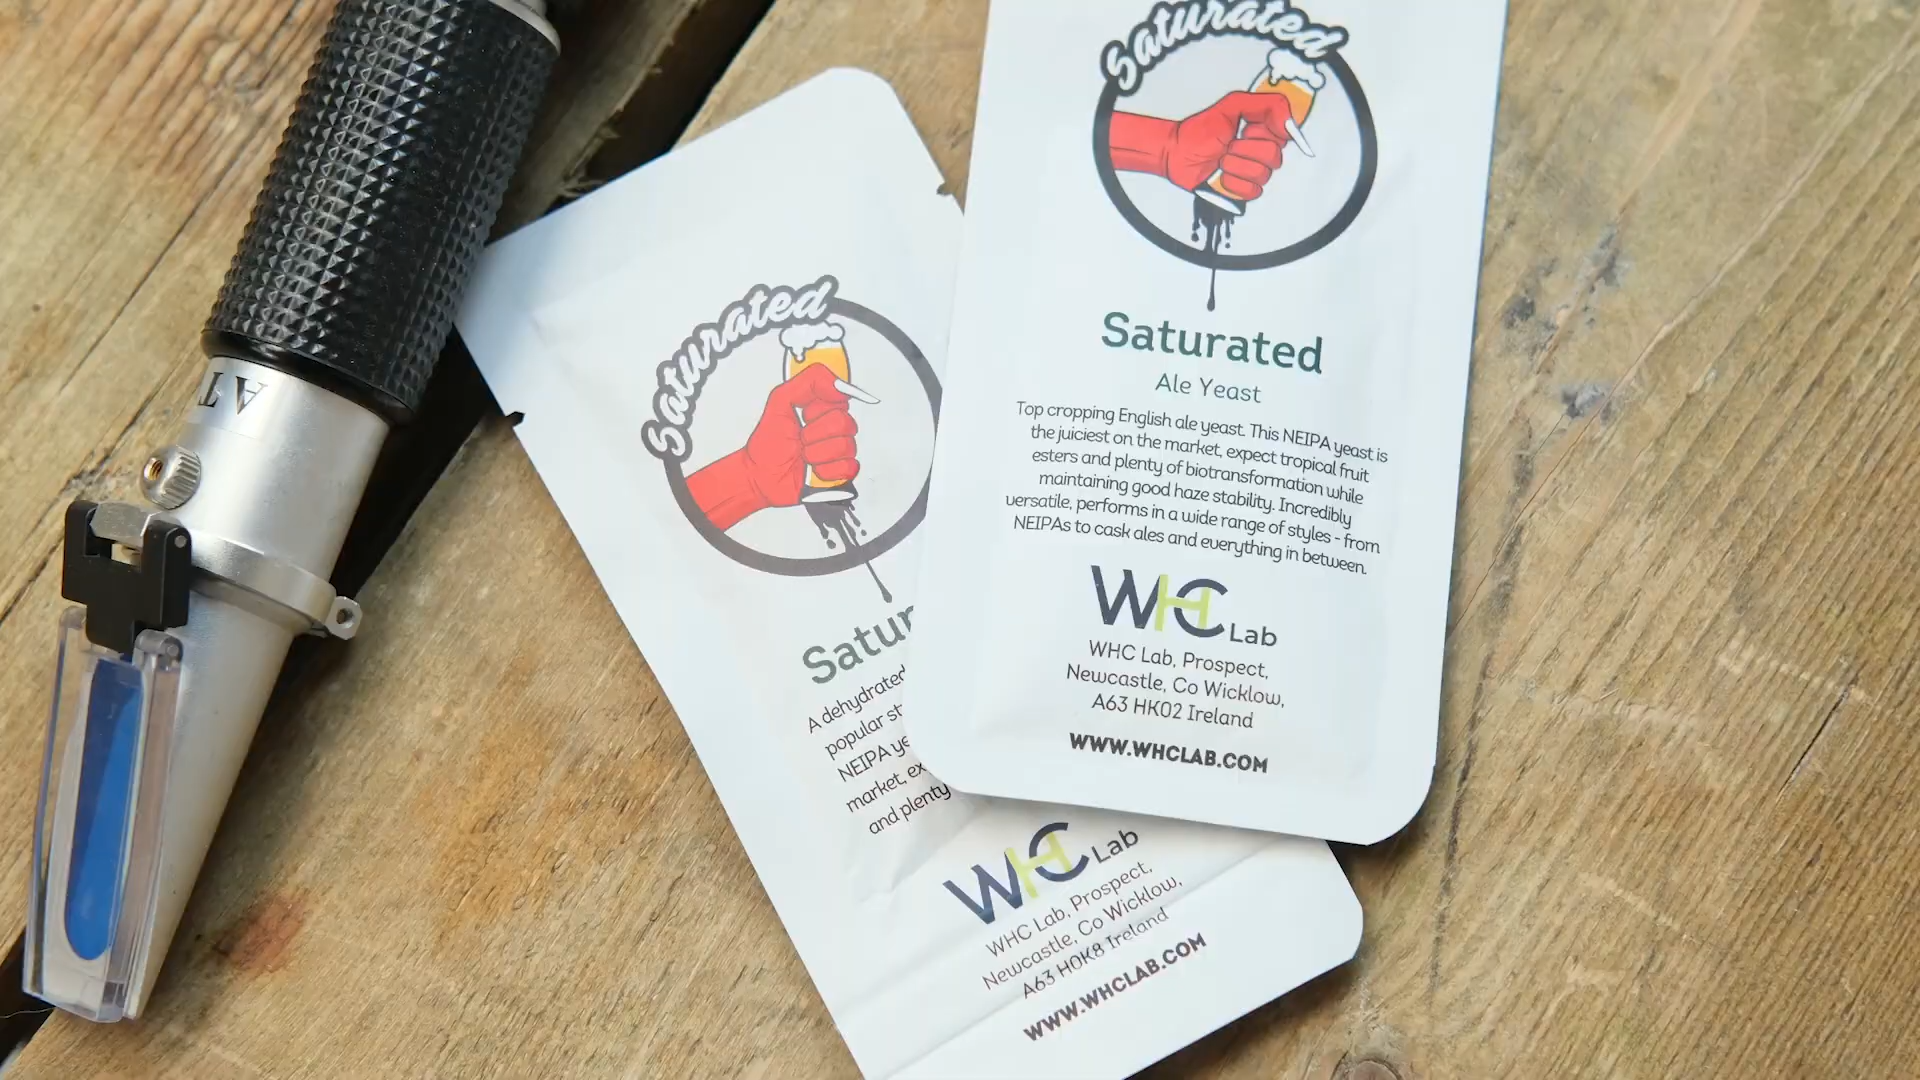 Saturated
Saturated
Ale Yeast
Top cropping English ale yeast. This NEIPA yeast is
the juiciest on the market, expect tropical fruit
esters and plenty of biotransformation while
maintaining good haze stability. Incredibly
versatile, performs in a wide range of styles - from
NEIPAs to cask ales and everything in between.
WHC Lab
WHC Lab, Prospect,
Newcastle, Co Wicklow,
A63 HK02 Ireland
WWW.WHCLAB.COM
Saturated
Satur
A dehydrated
popular st
NEIPA ye
market, ex
and plenty
WHC Lab
WHC Lab, Prospect,
Newcastle, Co Wicklow,
A63 H0K8 Ireland
WWW.WHCLAB.COM